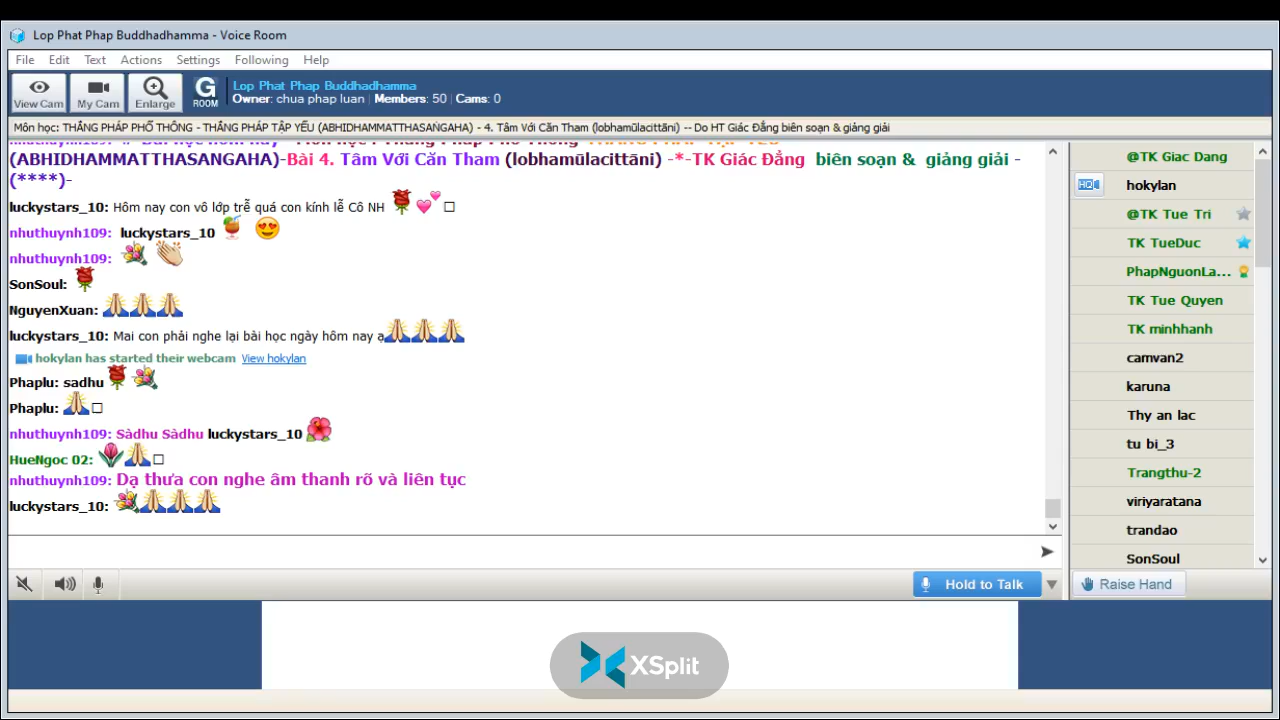 Lop Phat Phap Buddhadhamma - Voice Room
File Edit Text Actions Settings Following Help
View Cam My Cam Enlarge G ROOM
Lop Phat Phap Buddhadhamma
Owner: chua phap luan | Members: 50 | Cams: 0
Môn học: THẮNG PHÁP PHỔ THÔNG - THẮNG PHÁP TẬP YẾU (ABHIDHAMMATTHASAṄGAHA) - 4. Tâm Với Căn Tham (lobhamūlacittāni) -- Do HT Giác Đẳng biên soạn & giảng giải
(ABHIDHAMMATTHASANGAHA)-Bài 4. Tâm Với Căn Tham (lobhamūlacittāni) -*-TK Giác Đẳng biên soạn & giảng giải -
(****)-
luckystars_10: Hôm nay con vô lớp trễ quá con kính lễ Cô NH
nhuthuynh109: luckystars_10
nhuthuynh109:
SonSoul:
NguyenXuan:
luckystars_10: Mai con phải nghe lại bài học ngày hôm nay ạ
hokylan has started their webcam View hokylan
Phaplu: sadhu
Phaplu:
nhuthuynh109: Sàdhu Sàdhu luckystars_10
HueNgoc 02:
nhuthuynh109: Dạ thưa con nghe âm thanh rõ và liên tục
luckystars_10:
@TK Giac Dang
HQ hokylan
@TK Tue Tri
TK TueDuc
PhapNguonLa...
TK Tue Quyen
TK minhhanh
camvan2
karuna
Thy an lac
tu bi_3
Trangthu-2
viriyaratana
trandao
SonSoul
Hold to Talk
Raise Hand
XSplit